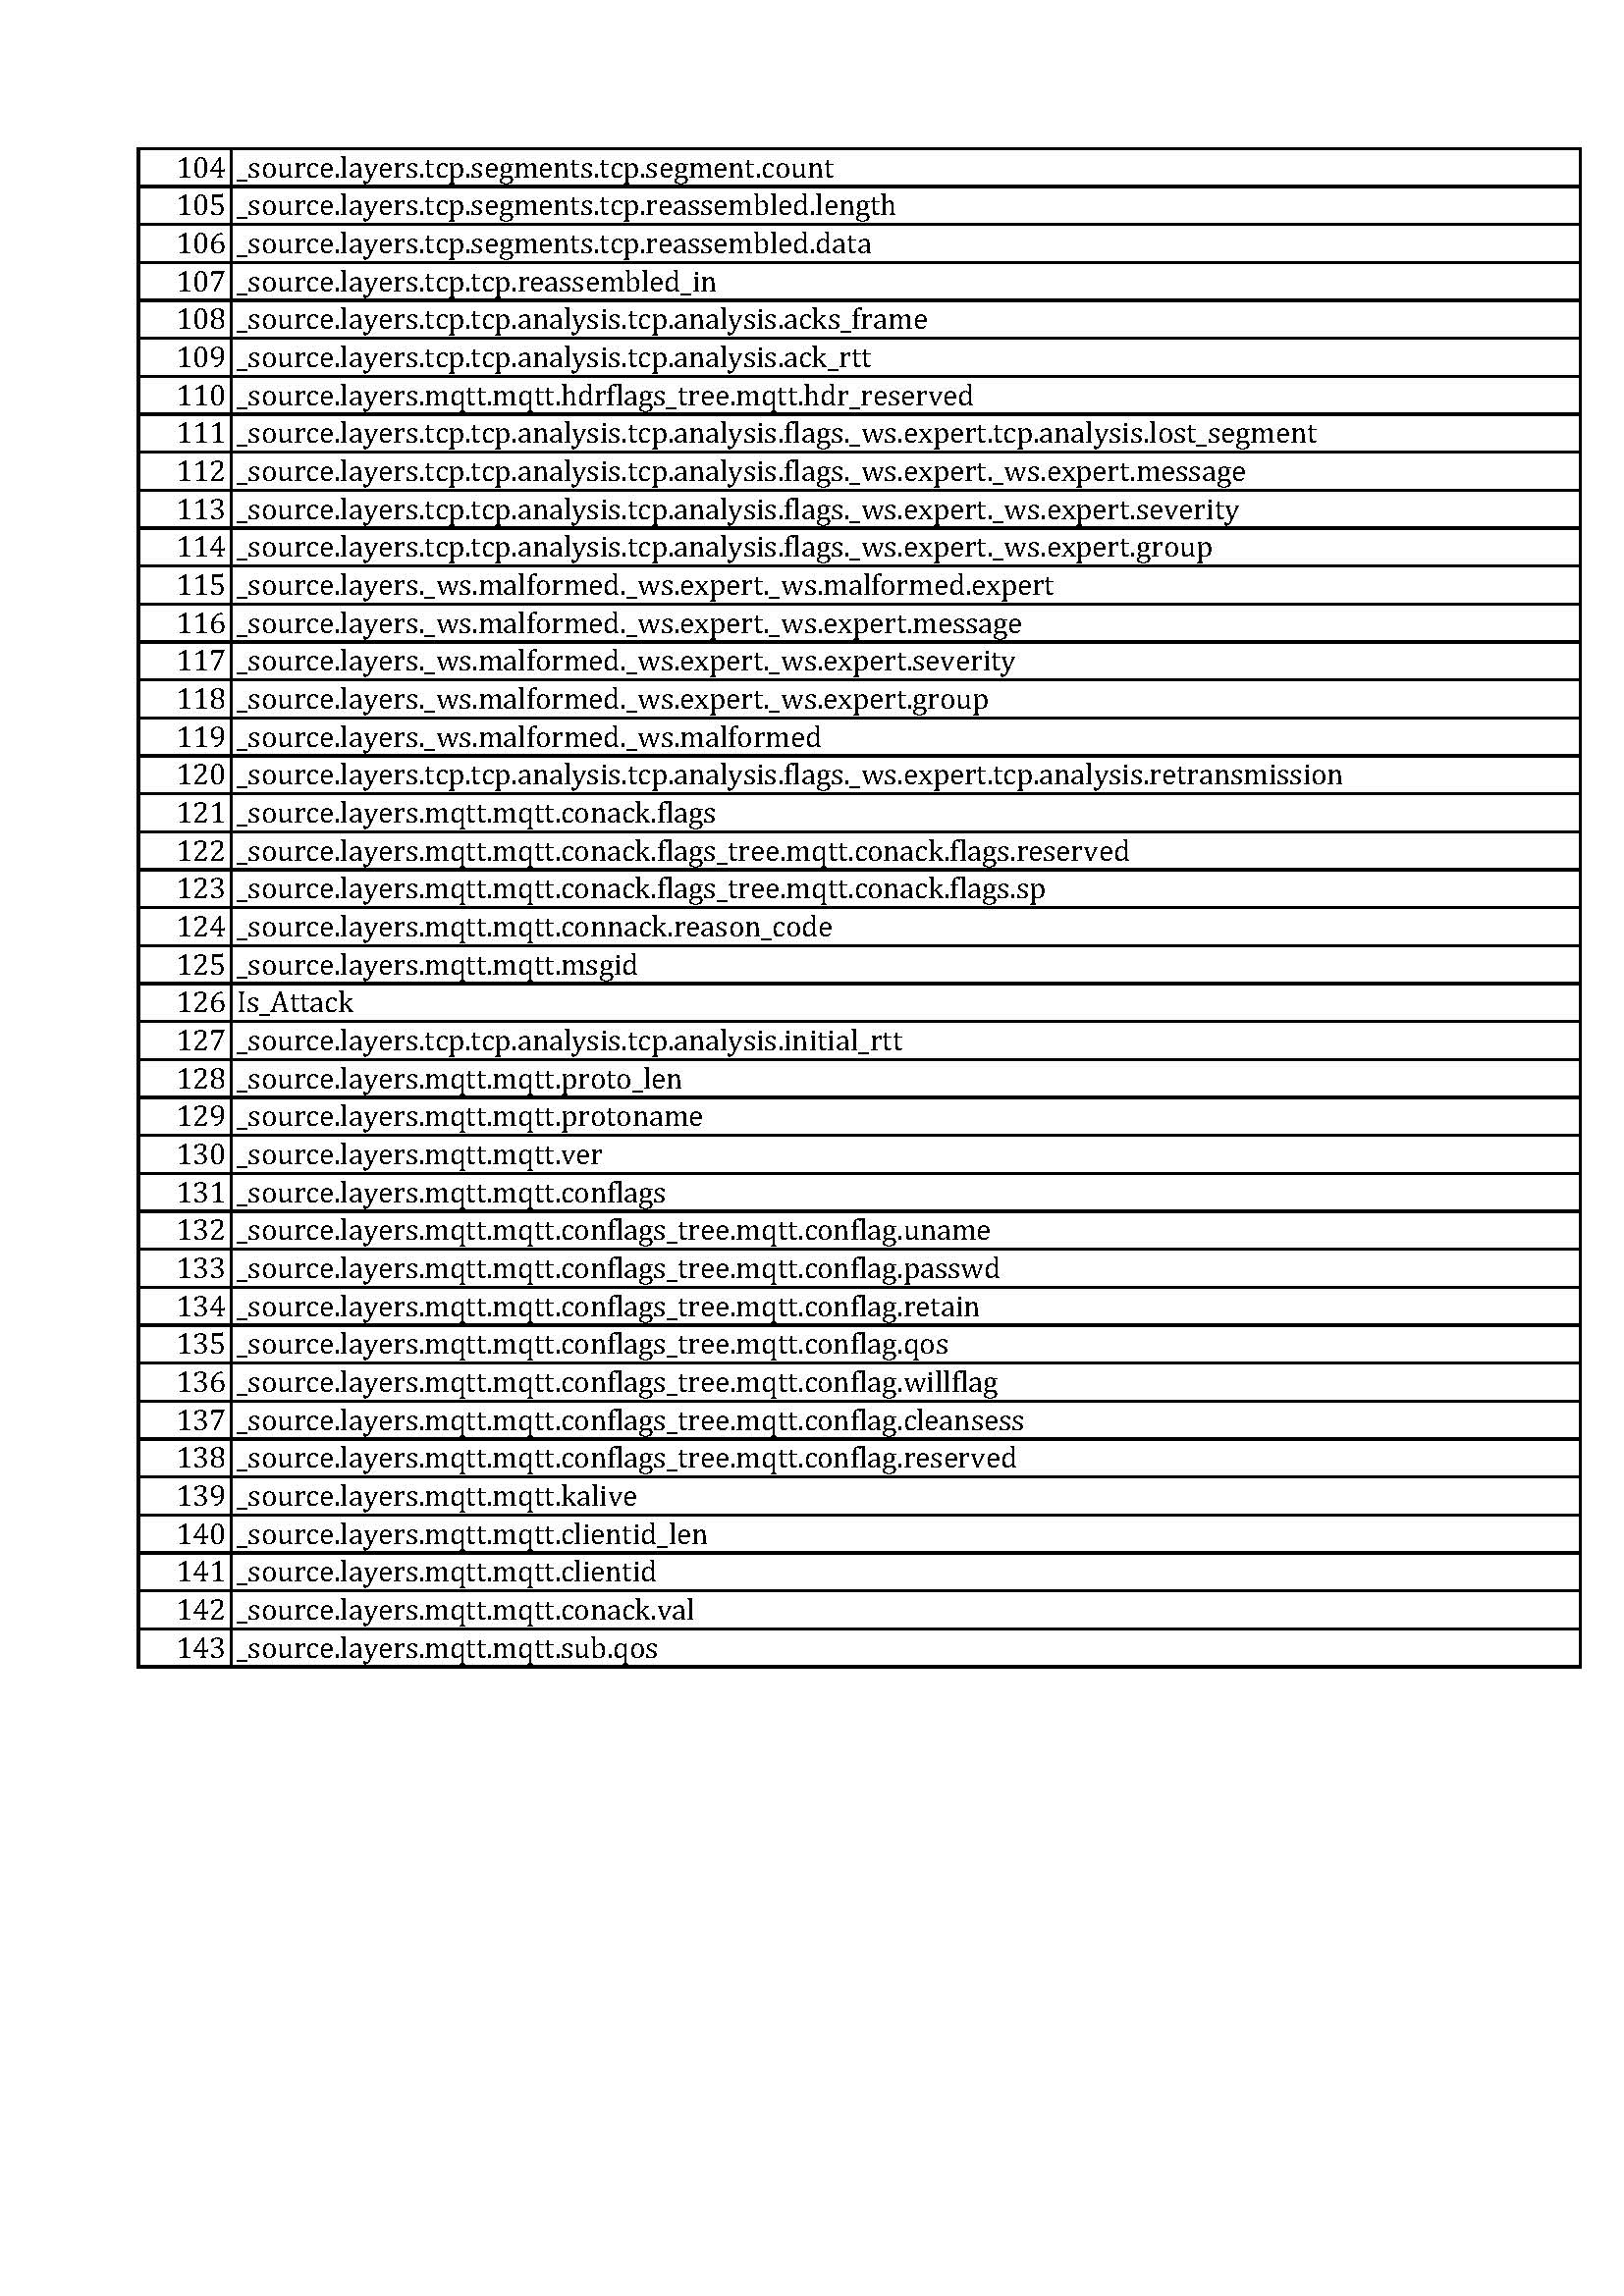 104 _source.layers.tcp.segments.tcp.segment.count
105 _source.layers.tcp.segments.tcp.reassembled.length
106 _source.layers.tcp.segments.tcp.reassembled.data
107 _source.layers.tcp.tcp.reassembled_in
108 _source.layers.tcp.tcp.analysis.tcp.analysis.acks_frame
109 _source.layers.tcp.tcp.analysis.tcp.analysis.ack_rtt
110 _source.layers.mqtt.mqtt.hdrflags_tree.mqtt.hdr_reserved
111 _source.layers.tcp.tcp.analysis.tcp.analysis.flags._ws.expert.tcp.analysis.lost_segment
112 _source.layers.tcp.tcp.analysis.tcp.analysis.flags._ws.expert._ws.expert.message
113 _source.layers.tcp.tcp.analysis.tcp.analysis.flags._ws.expert._ws.expert.severity
114 _source.layers.tcp.tcp.analysis.tcp.analysis.flags._ws.expert._ws.expert.group
115 _source.layers._ws.malformed._ws.expert._ws.malformed.expert
116 _source.layers._ws.malformed._ws.expert._ws.expert.message
117 _source.layers._ws.malformed._ws.expert._ws.expert.severity
118 _source.layers._ws.malformed._ws.expert._ws.expert.group
119 _source.layers._ws.malformed._ws.malformed
120 _source.layers.tcp.tcp.analysis.tcp.analysis.flags._ws.expert.tcp.analysis.retransmission
121 _source.layers.mqtt.mqtt.conack.flags
122 _source.layers.mqtt.mqtt.conack.flags_tree.mqtt.conack.flags.reserved
123 _source.layers.mqtt.mqtt.conack.flags_tree.mqtt.conack.flags.sp
124 _source.layers.mqtt.mqtt.connack.reason_code
125 _source.layers.mqtt.mqtt.msgid
126 Is_Attack
127 _source.layers.tcp.tcp.analysis.tcp.analysis.initial_rtt
128 _source.layers.mqtt.mqtt.proto_len
129 _source.layers.mqtt.mqtt.protoname
130 _source.layers.mqtt.mqtt.ver
131 _source.layers.mqtt.mqtt.conflags
132 _source.layers.mqtt.mqtt.conflags_tree.mqtt.conflag.uname
133 _source.layers.mqtt.mqtt.conflags_tree.mqtt.conflag.passwd
134 _source.layers.mqtt.mqtt.conflags_tree.mqtt.conflag.retain
135 _source.layers.mqtt.mqtt.conflags_tree.mqtt.conflag.qos
136 _source.layers.mqtt.mqtt.conflags_tree.mqtt.conflag.willflag
137 _source.layers.mqtt.mqtt.conflags_tree.mqtt.conflag.cleansess
138 _source.layers.mqtt.mqtt.conflags_tree.mqtt.conflag.reserved
139 _source.layers.mqtt.mqtt.kalive
140 _source.layers.mqtt.mqtt.clientid_len
141 _source.layers.mqtt.mqtt.clientid
142 _source.layers.mqtt.mqtt.conack.val
143 _source.layers.mqtt.mqtt.sub.qos